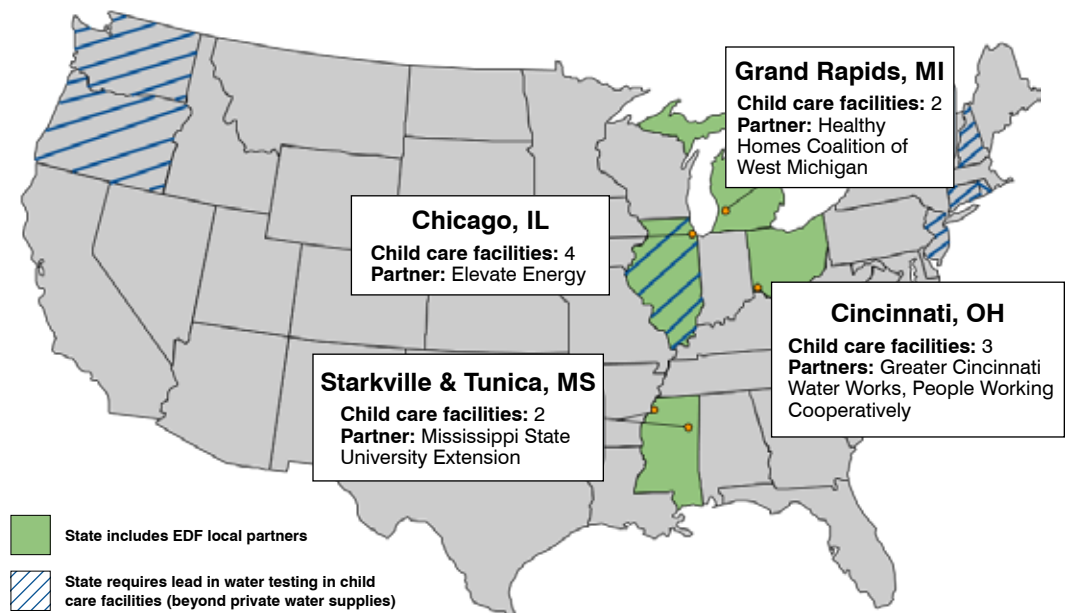 Grand Rapids, MI
Child care facilities: 2
Partner: Healthy
Homes Coalition of
West Michigan
Chicago, IL
Child care facilities: 4
Partner: Elevate Energy
Cincinnati, OH
Child care facilities: 3
Partners: Greater Cincinnati
Water Works, People Working
Cooperatively
Starkville & Tunica, MS
Child care facilities: 2
Partner: Mississippi State
University Extension
State includes EDF local partners
State requires lead in water testing in child
care facilities (beyond private water supplies)